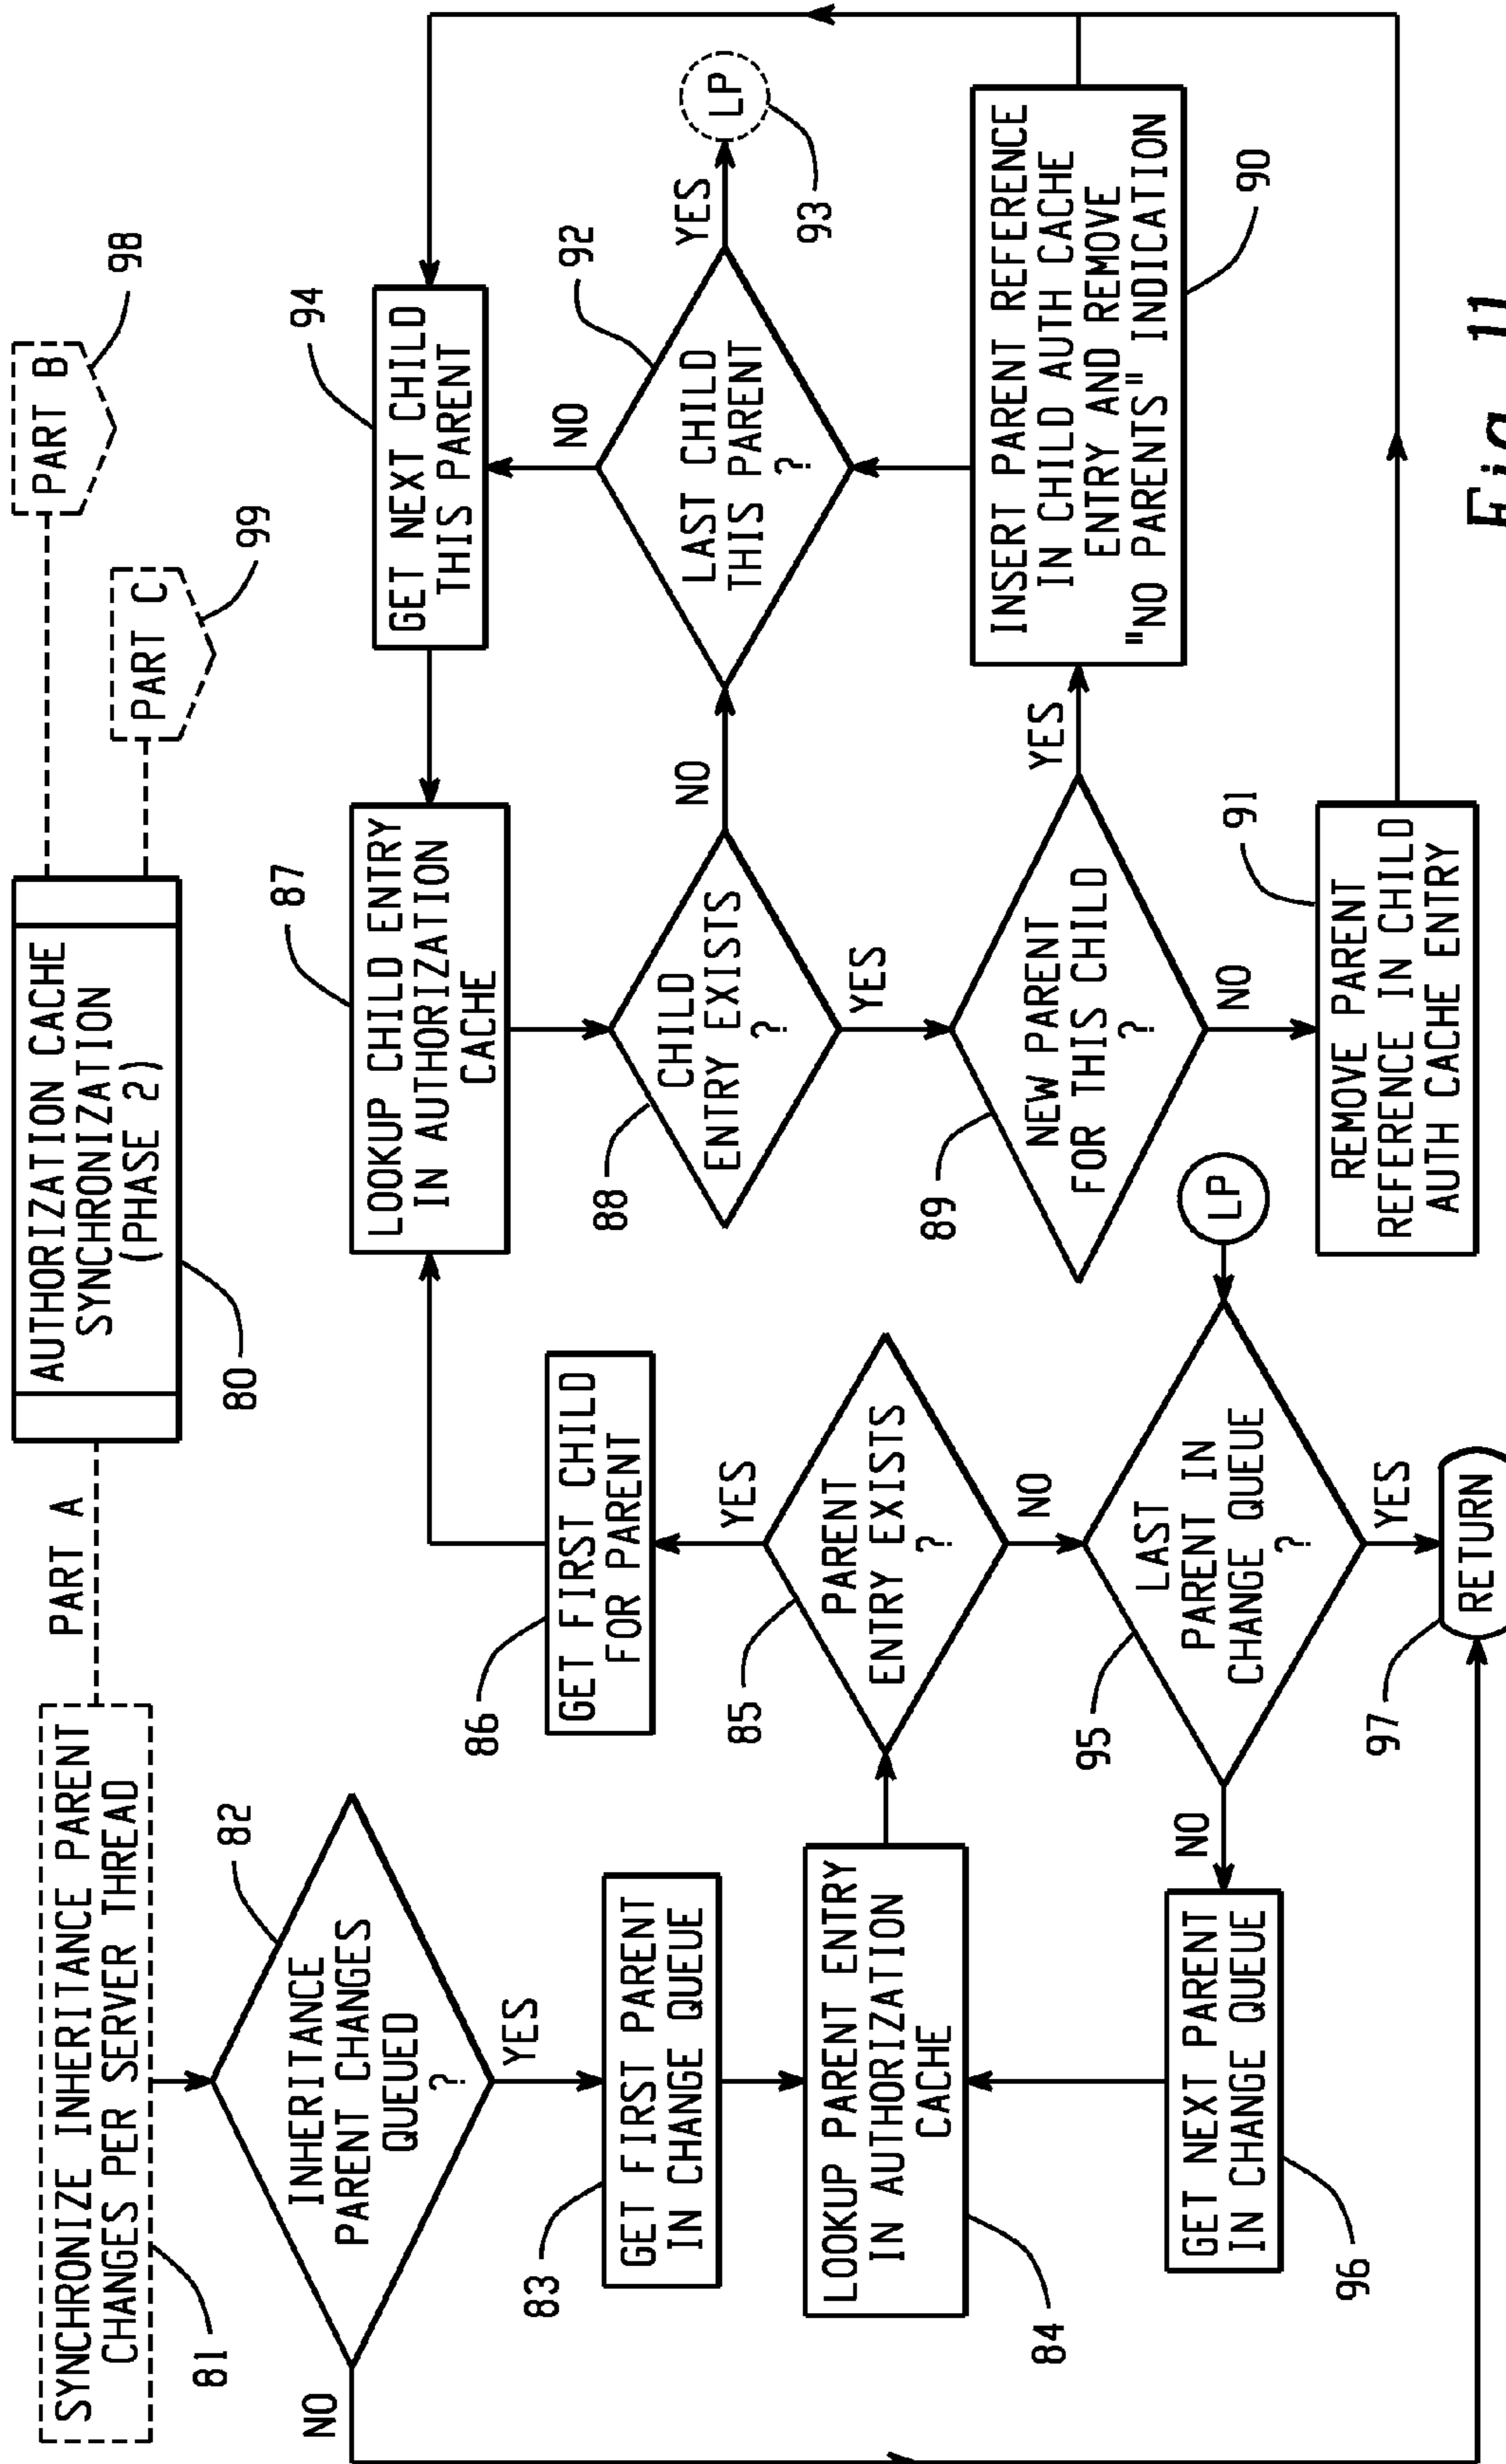 AUTHORIZATION CACHE
SYNCHRONIZATION
(PHASE 2)
80
PART A
PART B
98
PART C
99
SYNCHRONIZE INHERITANCE PARENT
CHANGES PER SERVER THREAD
81
INHERITANCE
PARENT CHANGES
QUEUED
?
82
NO
YES
GET FIRST PARENT
IN CHANGE QUEUE
83
LOOKUP PARENT ENTRY
IN AUTHORIZATION
CACHE
84
GET NEXT PARENT
IN CHANGE QUEUE
96
NO
GET FIRST CHILD
FOR PARENT
86
YES
PARENT
ENTRY EXISTS
?
85
NO
LAST
PARENT IN
CHANGE QUEUE
?
95
LP
YES
RETURN
97
LOOKUP CHILD ENTRY
IN AUTHORIZATION
CACHE
87
CHILD
ENTRY EXISTS
?
88
NO
YES
NEW PARENT
FOR THIS CHILD
?
89
YES
NO
REMOVE PARENT
REFERENCE IN CHILD
AUTH CACHE ENTRY
91
GET NEXT CHILD
THIS PARENT
94
NO
LAST CHILD
THIS PARENT
?
92
YES
LP
93
INSERT PARENT REFERENCE
IN CHILD AUTH CACHE
ENTRY AND REMOVE
"NO PARENTS" INDICATION
90
Fig. 11